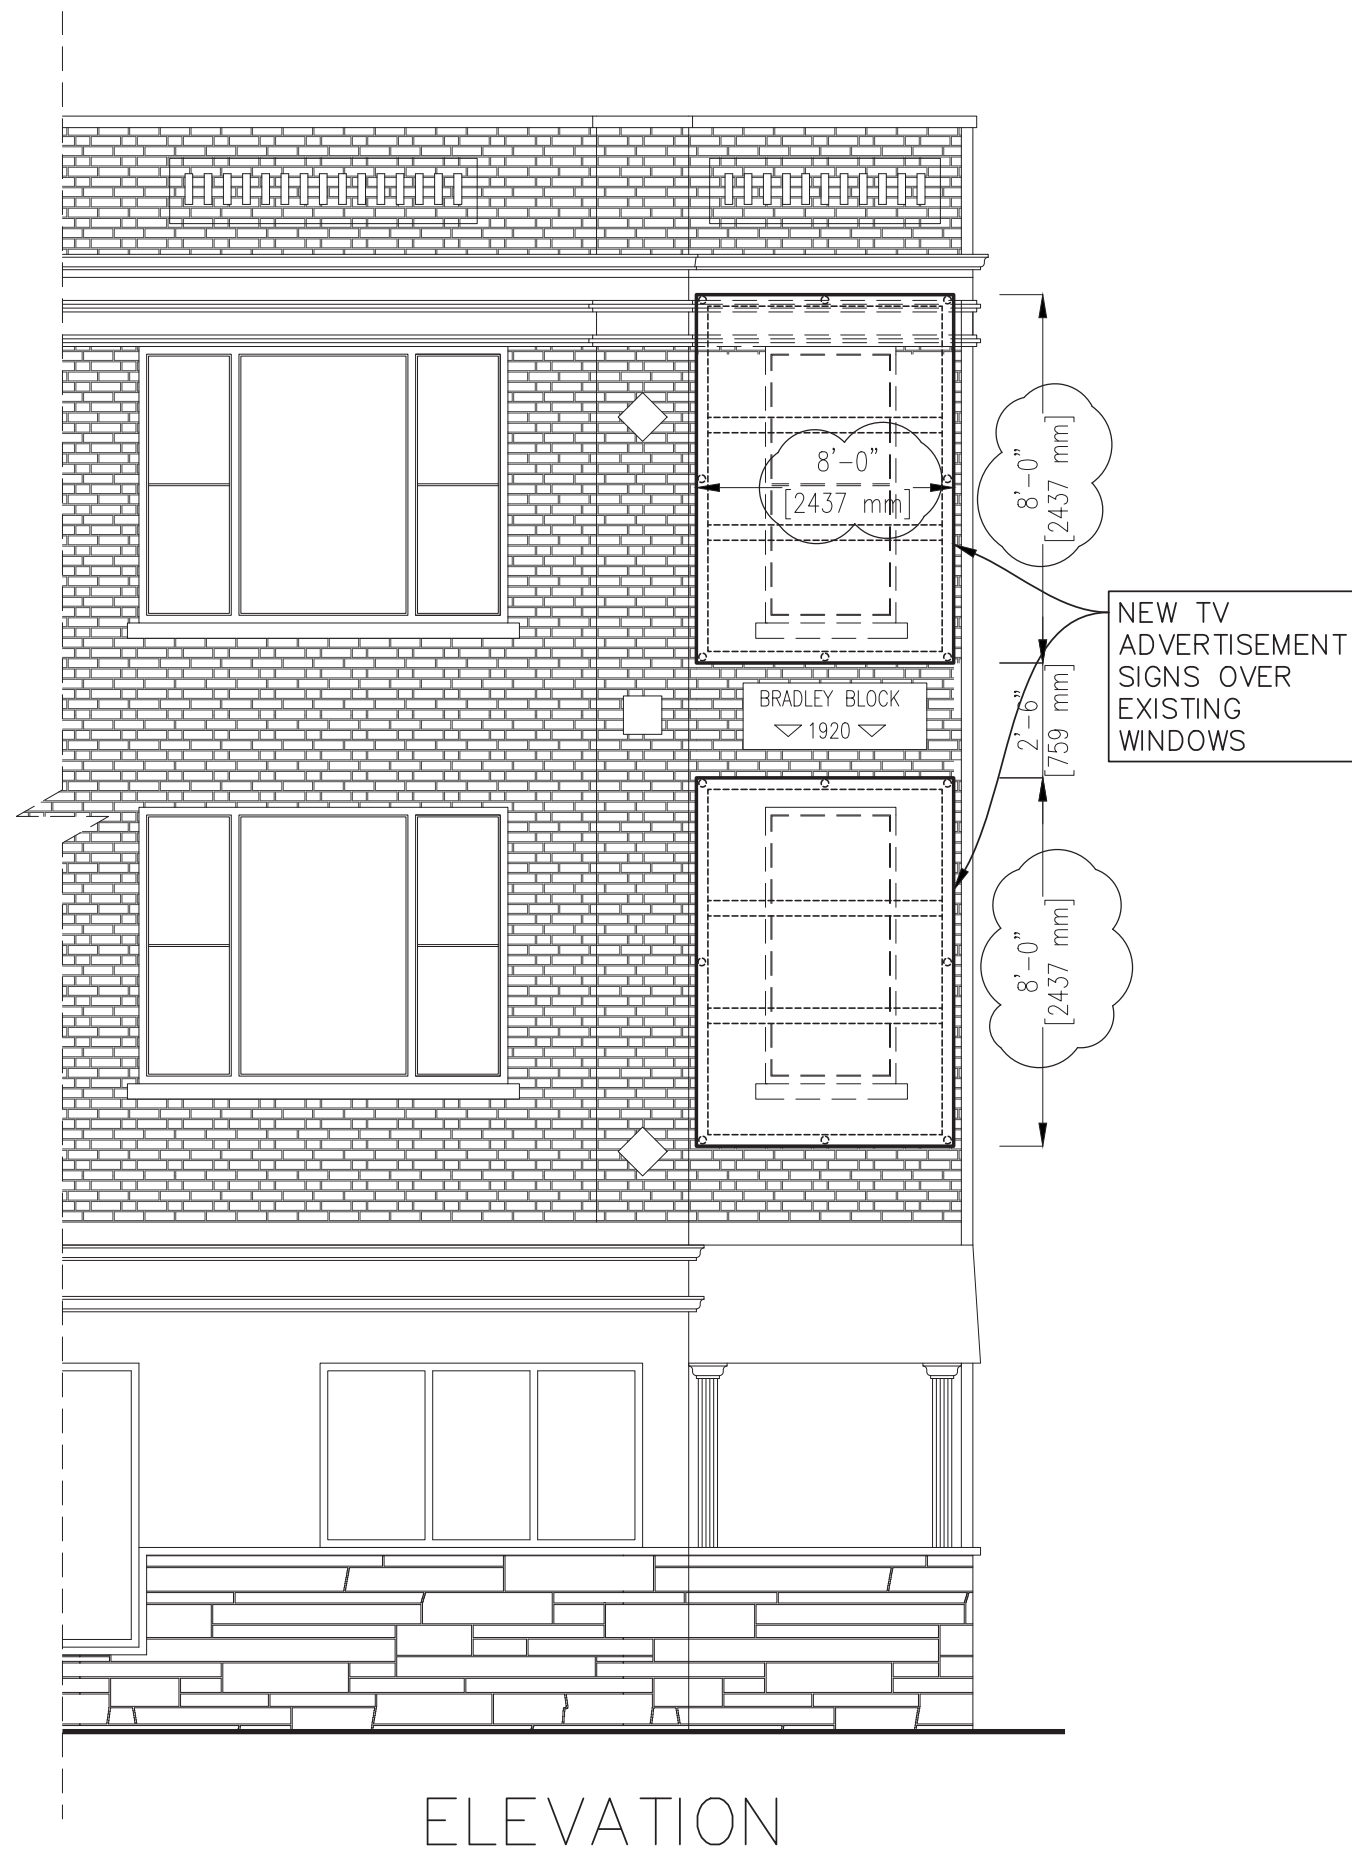 8'-0"
[2437 mm]
8'-0"
[2437 mm]
NEW TV
ADVERTISEMENT
SIGNS OVER
EXISTING
WINDOWS
2'-6"
[759 mm]
BRADLEY BLOCK
1920
8'-0"
[2437 mm]
ELEVATION